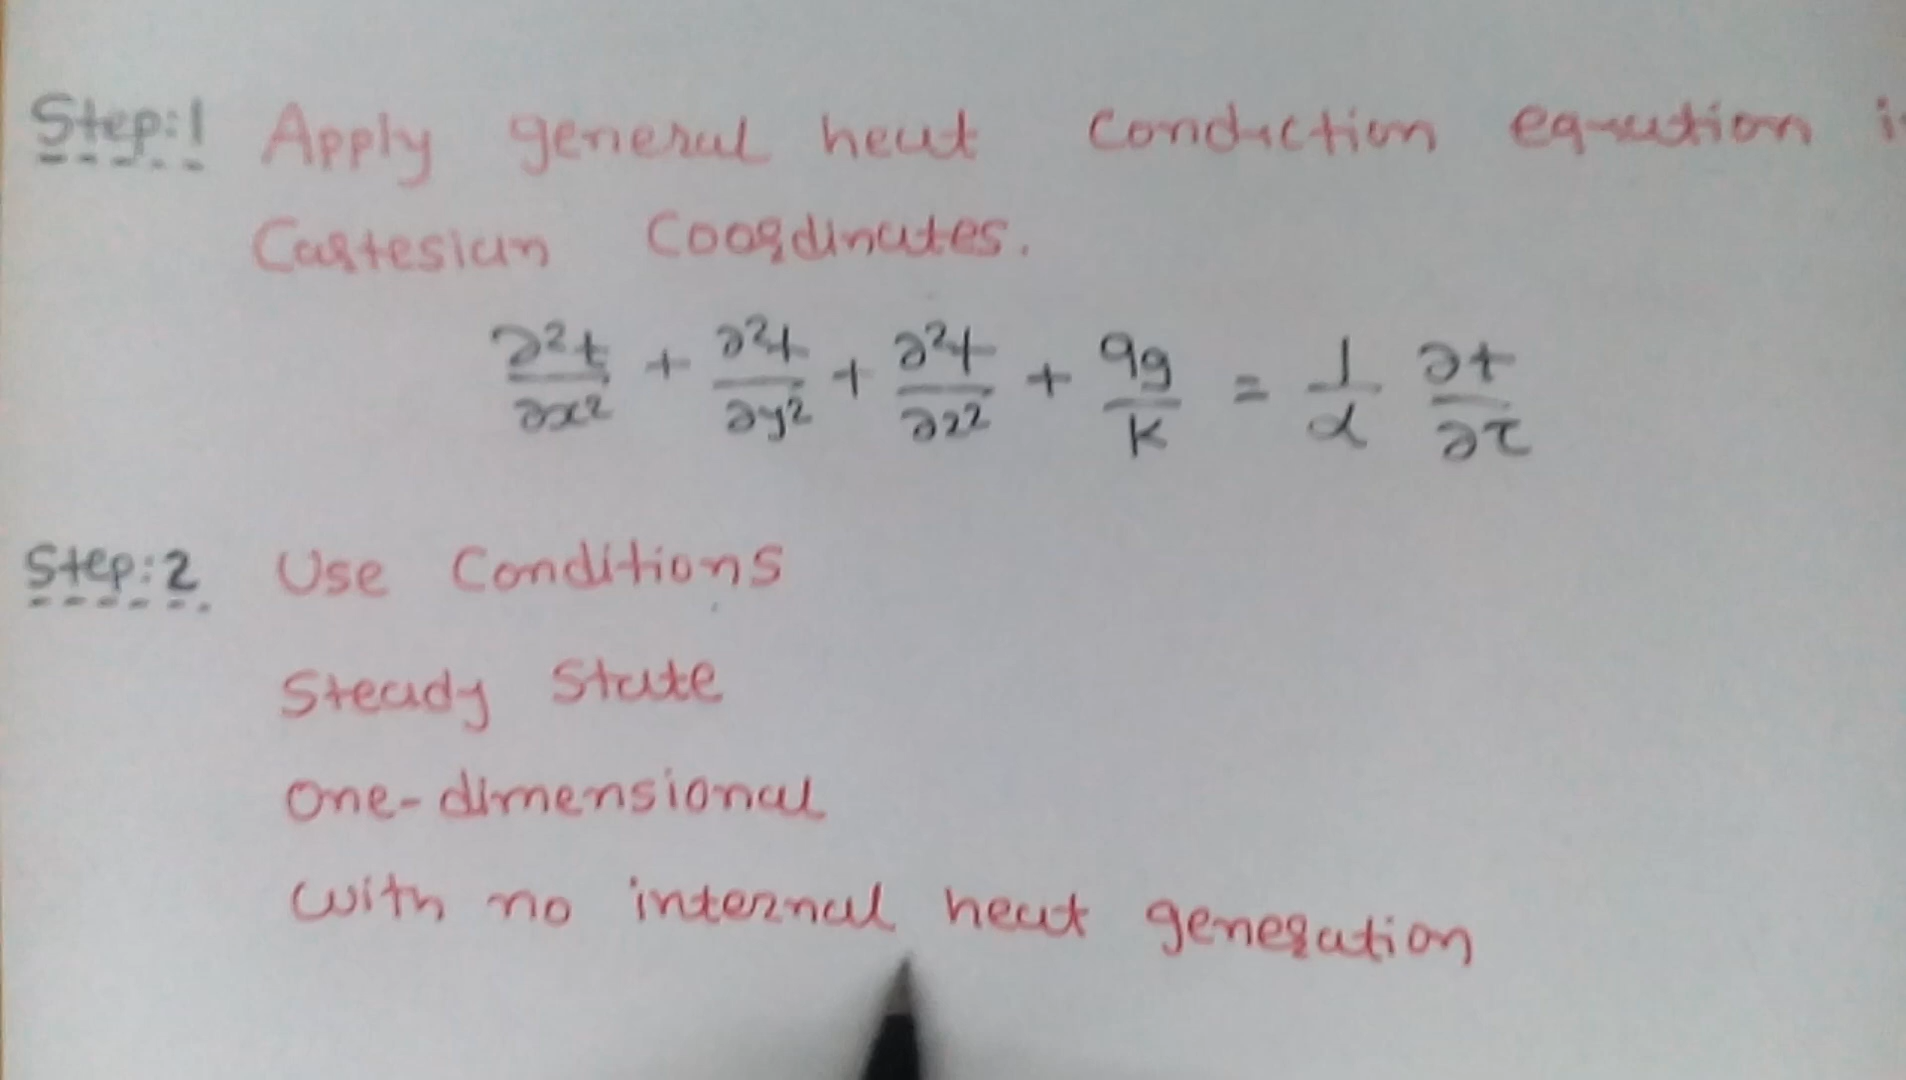 Step:1 Apply general heat conduction equation i
Cartesian Coordinates.
∂²t/∂x² + ∂²t/∂y² + ∂²t/∂z² + qg/k = 1/α ∂t/∂τ
Step:2 Use Conditions
Steady State
One-dimensional
With no internal heat generation